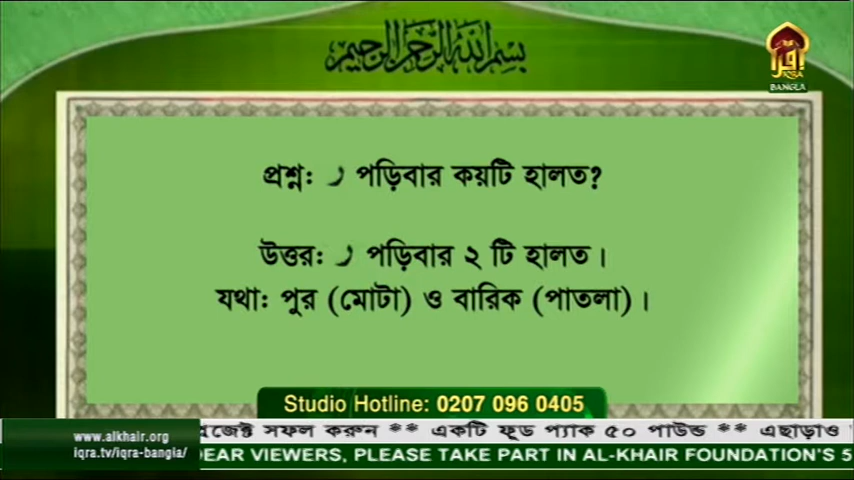 بسم الله الرحمن الرحيم
اقرأ
IQRA
BANGLA
প্রশ্ন: ر পড়িবার কয়টি হালত?
উত্তর: ر পড়িবার ২ টি হালত।
যথা: পুর (মোটা) ও বারিক (পাতলা)।
Studio Hotline: 0207 096 0405
www.alkhair.org
সফল করুন ** একটি ফুড প্যাক ৫০ পাউন্ড ** এছাড়াও
iqra.tv/iqra-bangla/
DEAR VIEWERS, PLEASE TAKE PART IN AL-KHAIR FOUNDATION'S 5